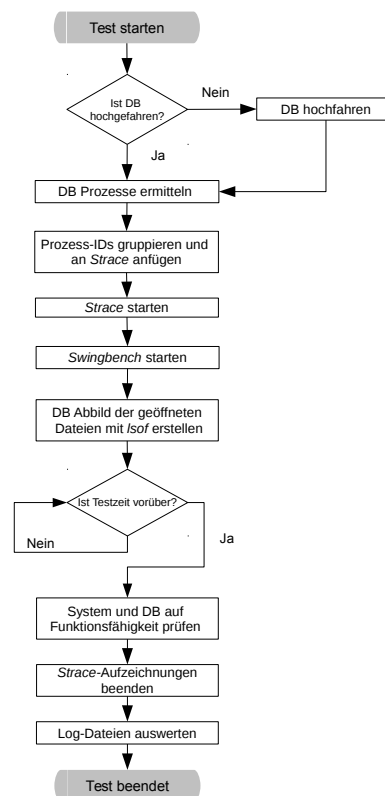 Test starten
Ist DB
hochgefahren?
Nein
DB hochfahren
Ja
DB Prozesse ermitteln
Prozess-IDs gruppieren und
an Strace anfügen
Strace starten
Swingbench starten
DB Abbild der geöffneten
Dateien mit lsof erstellen
Ist Testzeit vorüber?
Nein
Ja
System und DB auf
Funktionsfähigkeit prüfen
Strace-Aufzeichnungen
beenden
Log-Dateien auswerten
Test beendet